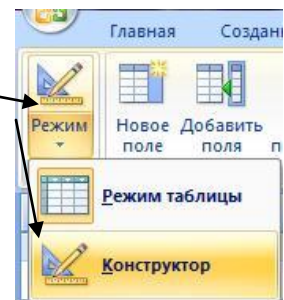 Главная Создан
Режим Новое Добавить
поле поля п
Режим таблицы
Конструктор